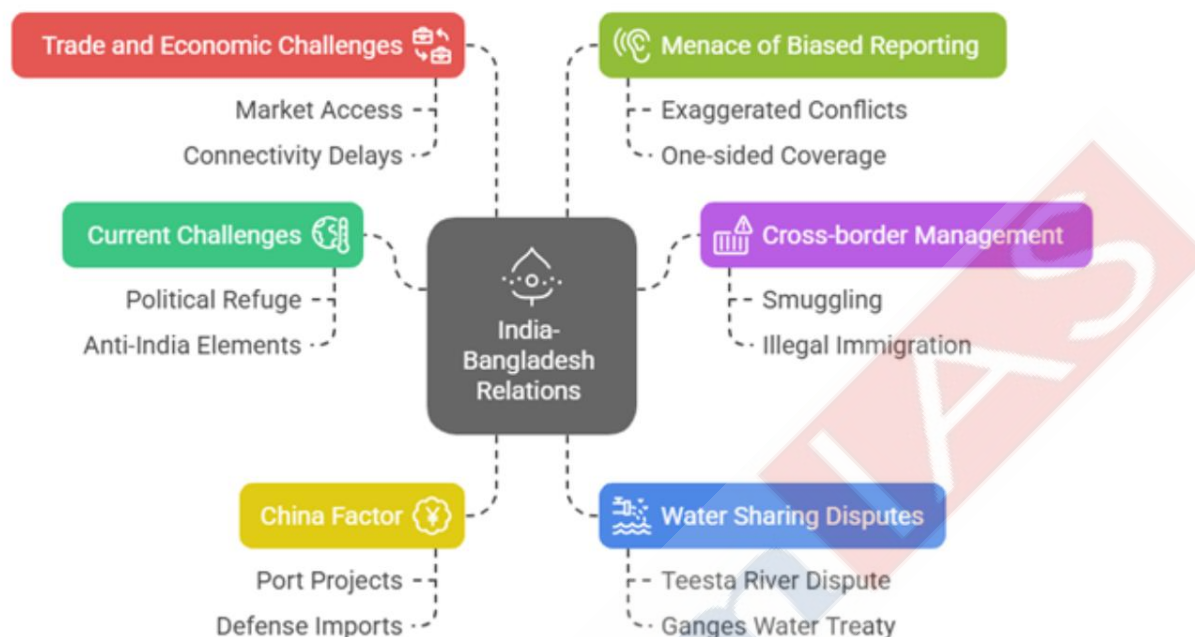 Trade and Economic Challenges
Market Access
Connectivity Delays
Menace of Biased Reporting
Exaggerated Conflicts
One-sided Coverage
Current Challenges
Political Refuge
Anti-India Elements
Cross-border Management
Smuggling
Illegal Immigration
India-
Bangladesh
Relations
China Factor
Port Projects
Defense Imports
Water Sharing Disputes
Teesta River Dispute
Ganges Water Treaty
IAS